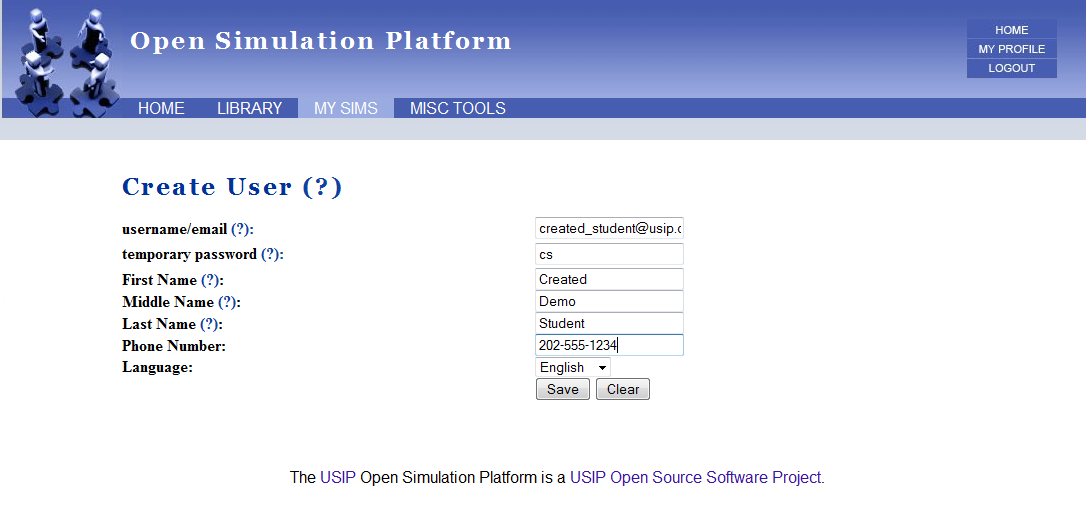 Open Simulation Platform
HOME
MY PROFILE
LOGOUT
HOME LIBRARY MY SIMS MISC TOOLS
Create User (?)
username/email (?): created_student@usip.
temporary password (?): cs
First Name (?): Created
Middle Name (?): Demo
Last Name (?): Student
Phone Number: 202-555-1234
Language: English
Save Clear
The USIP Open Simulation Platform is a USIP Open Source Software Project.